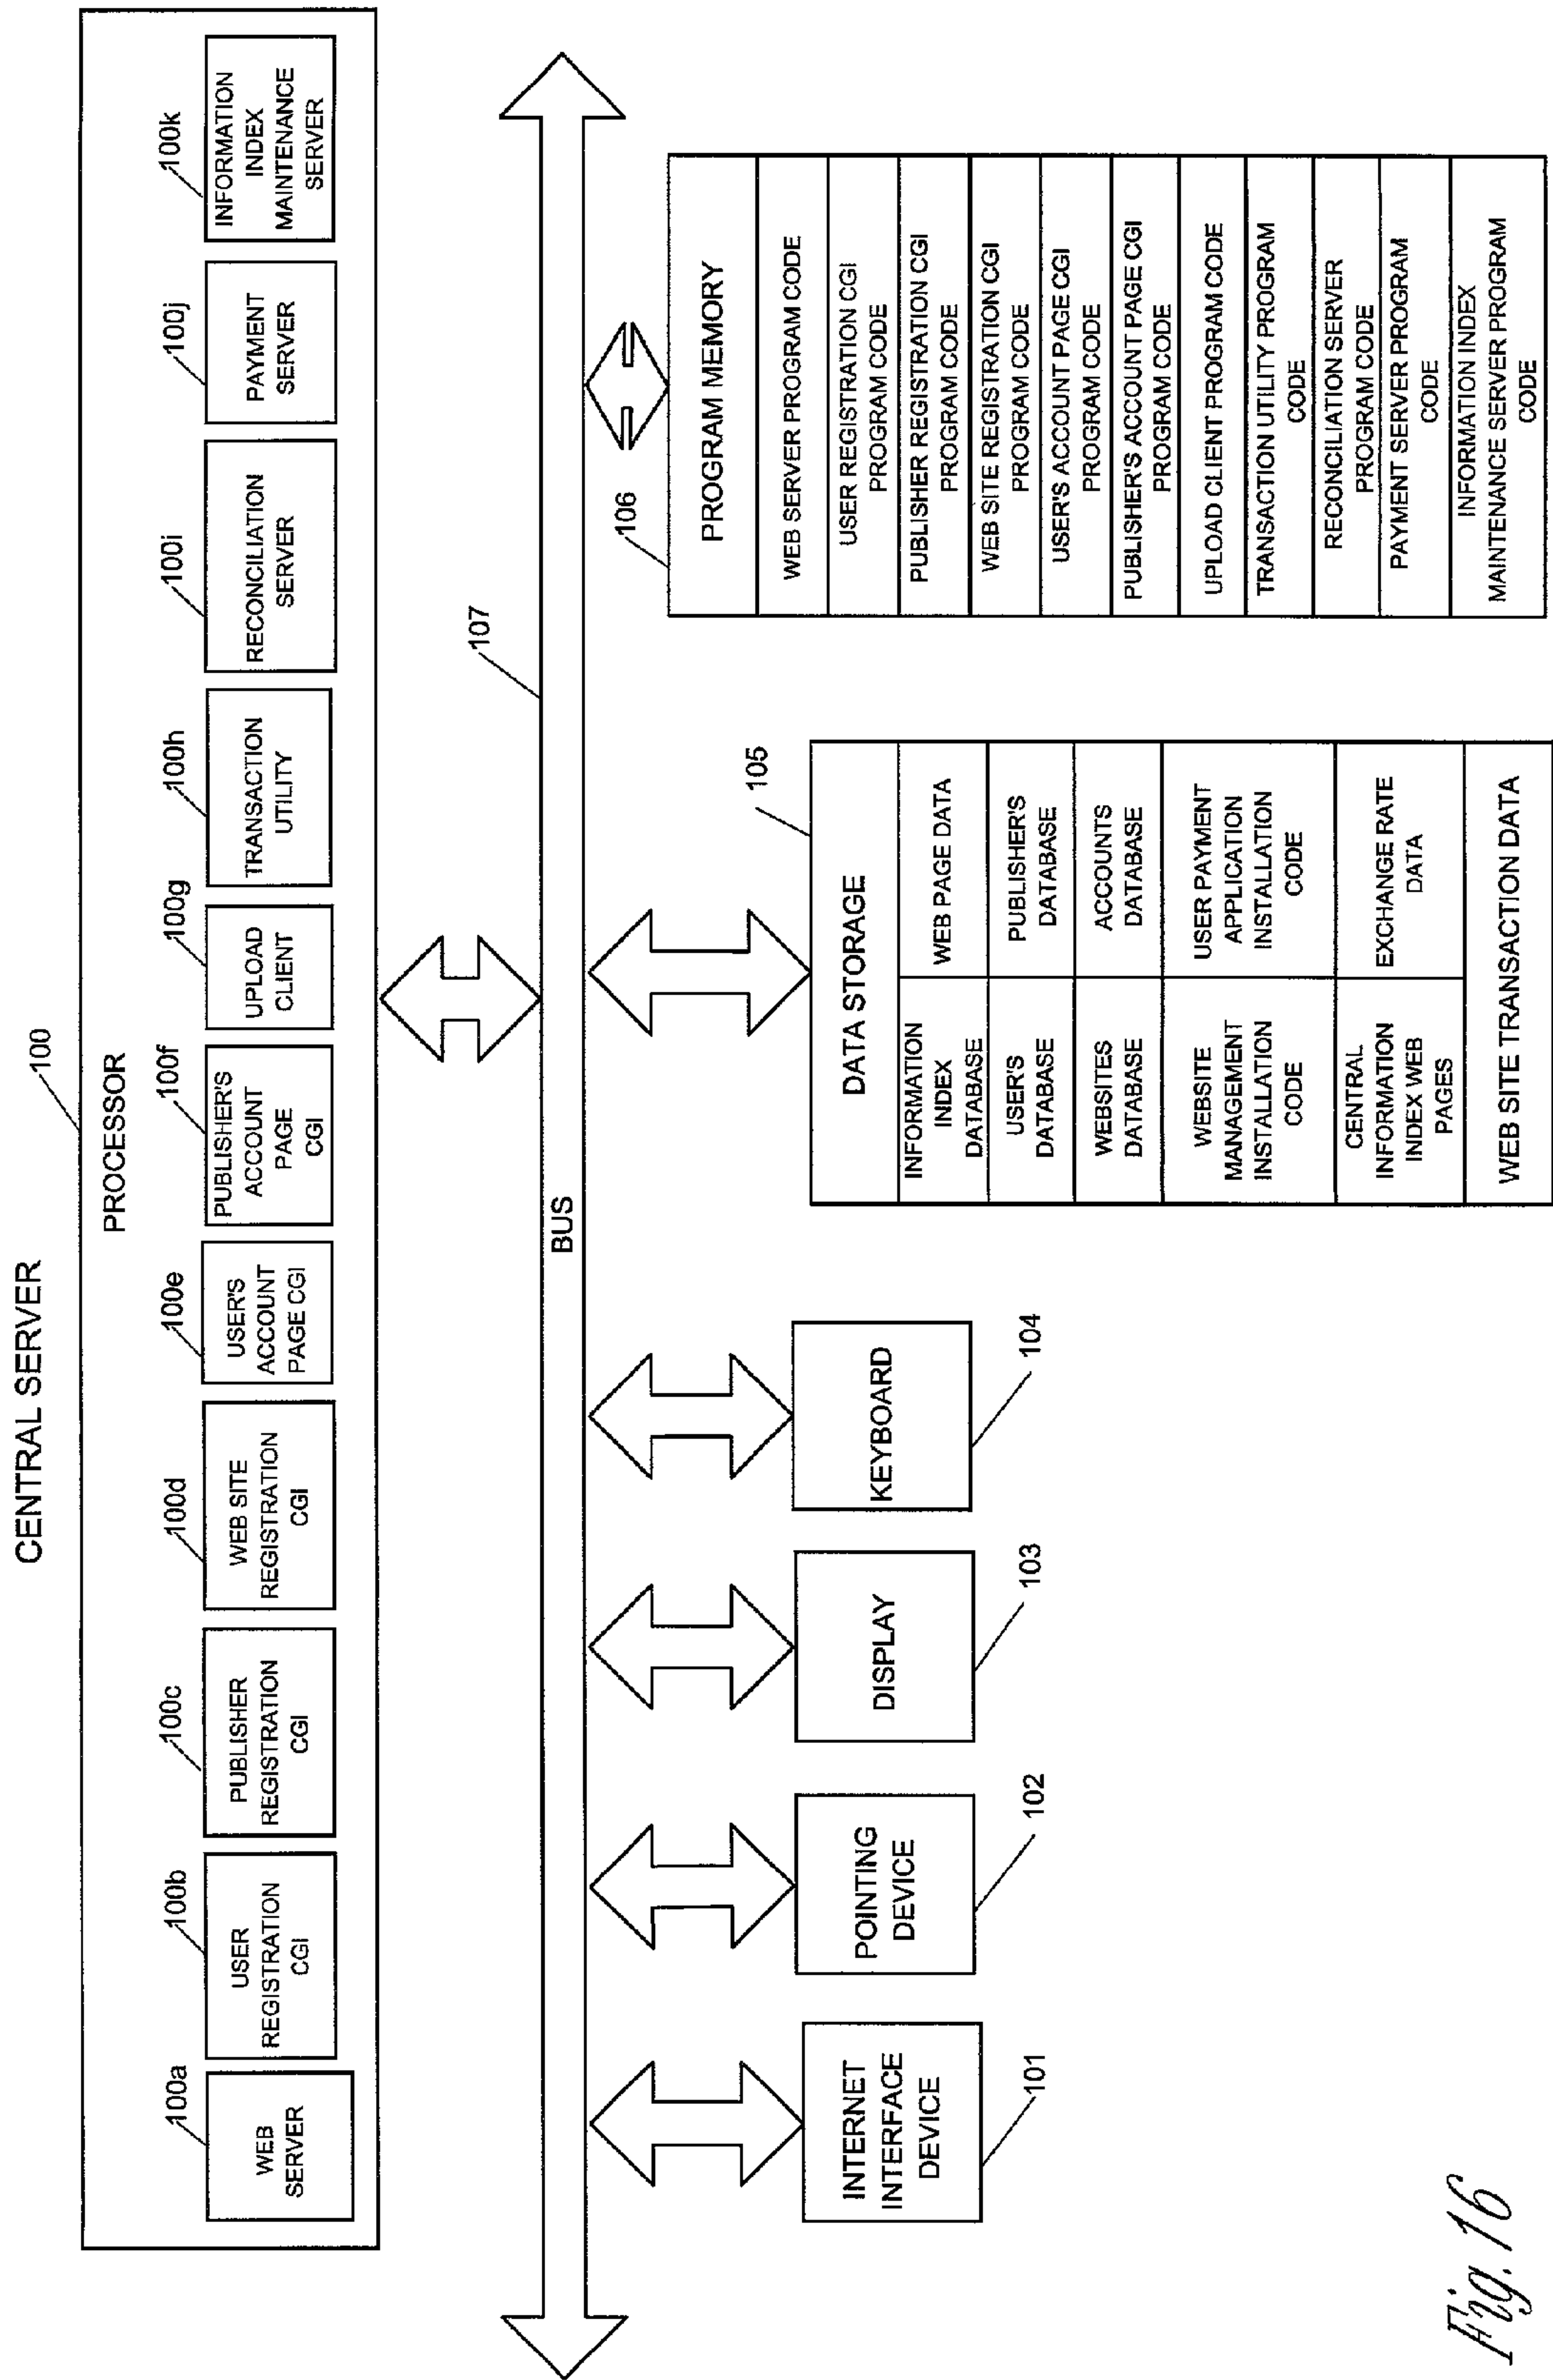 CENTRAL SERVER
100
PROCESSOR
100a
WEB
SERVER
100b
USER
REGISTRATION
CGI
100c
PUBLISHER
REGISTRATION
CGI
100d
WEB SITE
REGISTRATION
CGI
100e
USER'S
ACCOUNT
PAGE CGI
100f
PUBLISHER'S
ACCOUNT
PAGE
CGI
100g
UPLOAD
CLIENT
100h
TRANSACTION
UTILITY
100i
RECONCILIATION
SERVER
100j
PAYMENT
SERVER
100k
INFORMATION
INDEX
MAINTENANCE
SERVER
BUS
107
INTERNET
INTERFACE
DEVICE
101
POINTING
DEVICE
102
DISPLAY
103
KEYBOARD
104
105
DATA STORAGE
INFORMATION
INDEX
DATABASE
WEB PAGE DATA
USER'S
DATABASE
PUBLISHER'S
DATABASE
WEBSITES
DATABASE
ACCOUNTS
DATABASE
WEBSITE
MANAGEMENT
INSTALLATION
CODE
USER PAYMENT
APPLICATION
INSTALLATION
CODE
CENTRAL
INFORMATION
INDEX WEB
PAGES
EXCHANGE RATE
DATA
WEB SITE TRANSACTION DATA
106
PROGRAM MEMORY
WEB SERVER PROGRAM CODE
USER REGISTRATION CGI
PROGRAM CODE
PUBLISHER REGISTRATION CGI
PROGRAM CODE
WEB SITE REGISTRATION CGI
PROGRAM CODE
USER'S ACCOUNT PAGE CGI
PROGRAM CODE
PUBLISHER'S ACCOUNT PAGE CGI
PROGRAM CODE
UPLOAD CLIENT PROGRAM CODE
TRANSACTION UTILITY PROGRAM
CODE
RECONCILIATION SERVER
PROGRAM CODE
PAYMENT SERVER PROGRAM
CODE
INFORMATION INDEX
MAINTENANCE SERVER PROGRAM
CODE
Fig. 16